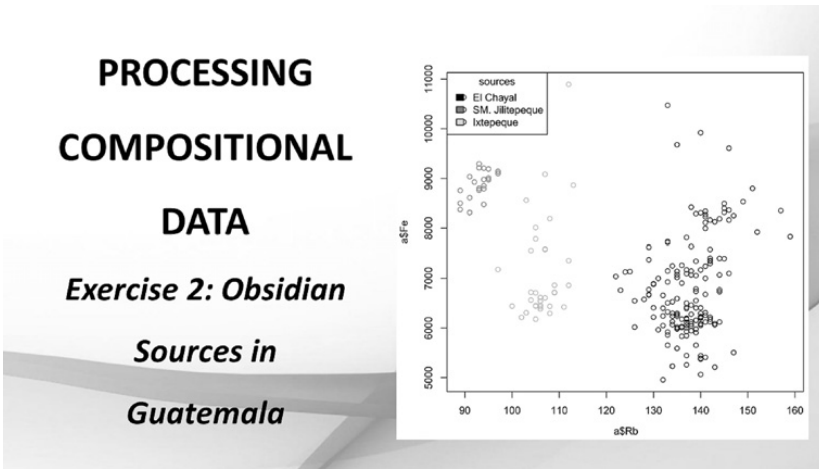 PROCESSING
COMPOSITIONAL
DATA
Exercise 2: Obsidian
Sources in
Guatemala
sources
El Chayal
SM. Jilitepeque
Ixtepeque
a$Fe
11000
10000
9000
8000
7000
6000
5000
90 100 110 120 130 140 150 160
a$Rb